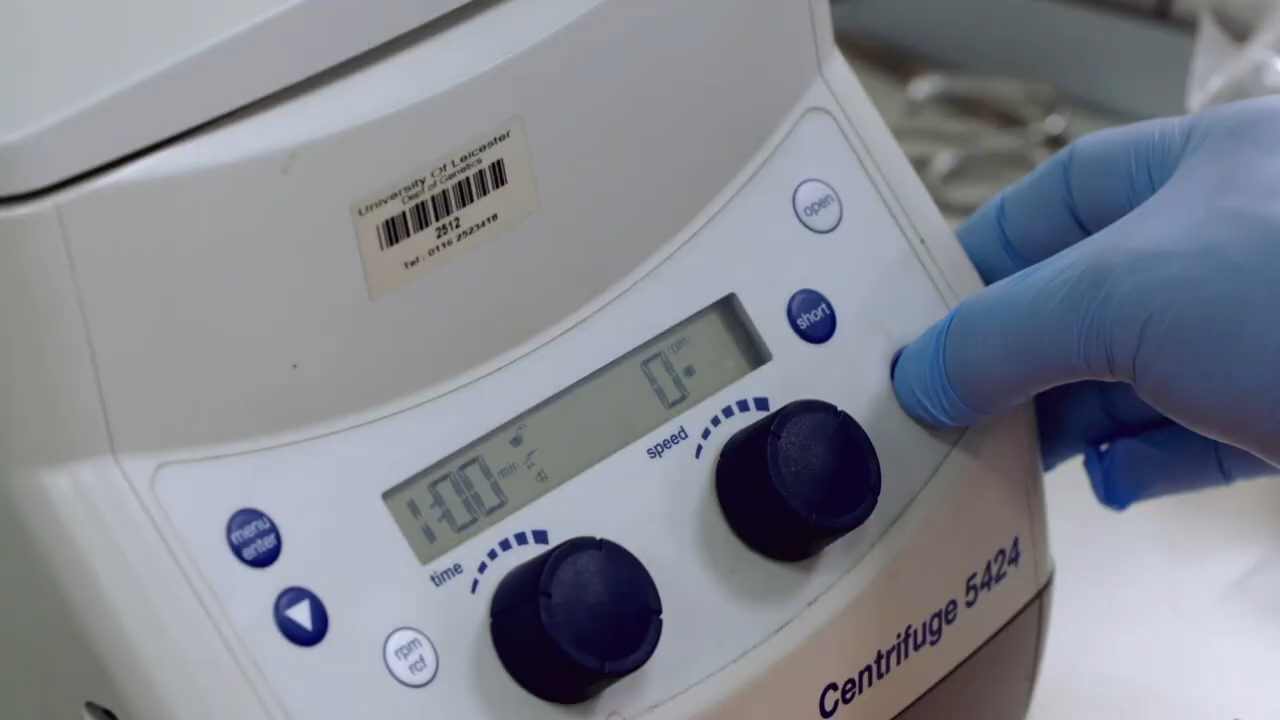 University Of Leicester
Dept of Genetics
2512
Tel : 0116 2523418
open
short
0
speed
1:00 min
time
menu
enter
rpm
rcf
Centrifuge 5424